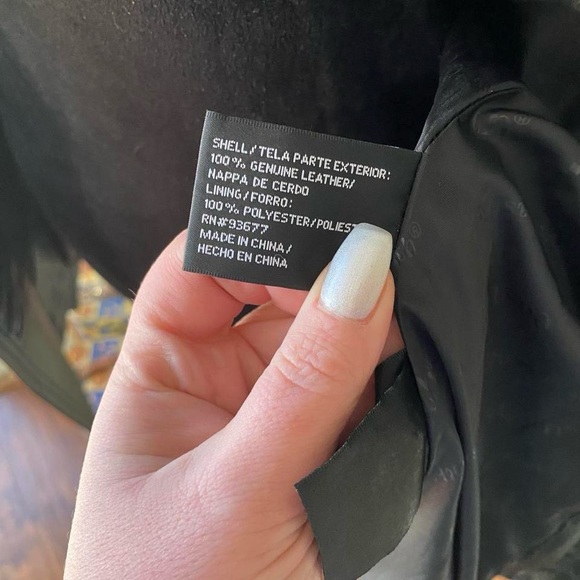 SHELL/TELA PARTE EXTERIOR:
100% GENUINE LEATHER/
NAPPA DE CERDO
LINING/FORRO:
100% POLYESTER/
RN#93677
MADE IN CHINA/
HECHO EN CHINA